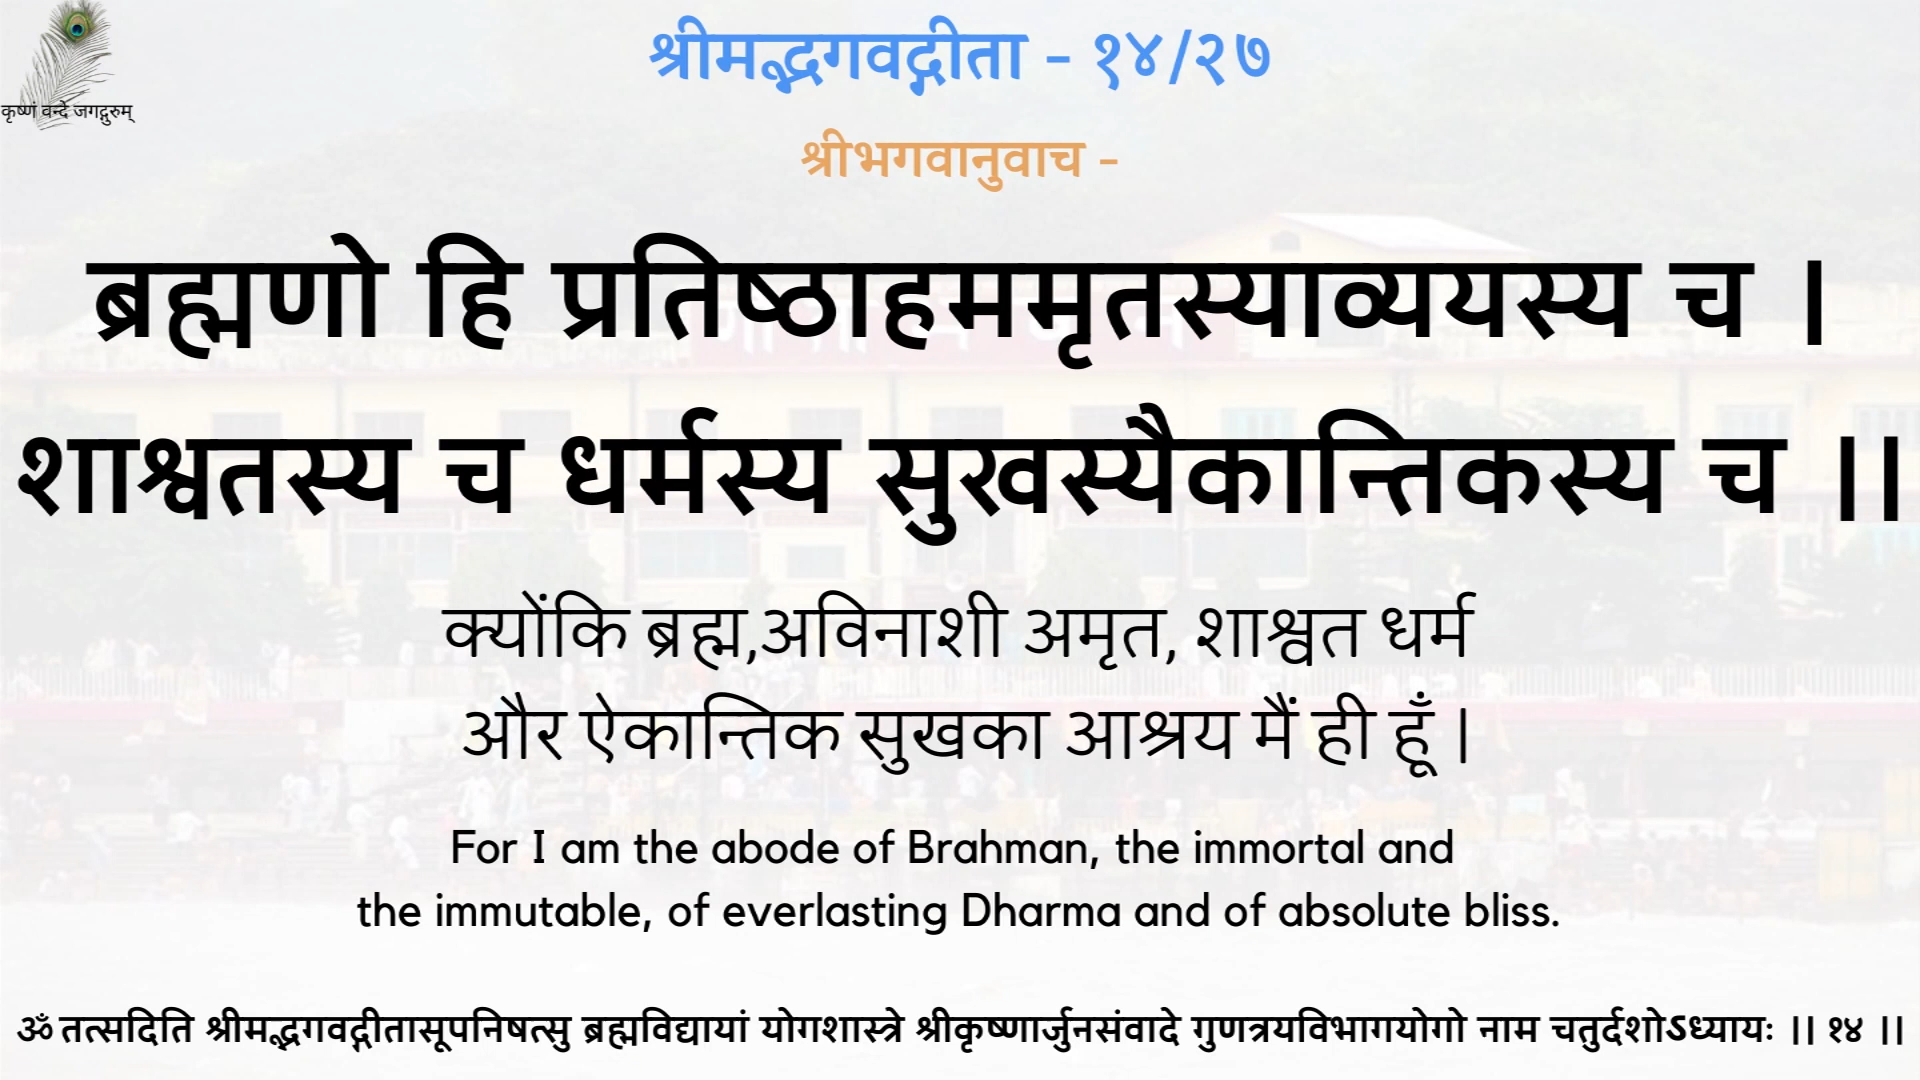 श्रीमद्भगवद्गीता - १४/२७
कृष्णं वन्दे जगद्गुरुम्
श्रीभगवानुवाच -
ब्रह्मणो हि प्रतिष्ठाहममृतस्याव्ययस्य च ।
शाश्वतस्य च धर्मस्य सुखस्यैकान्तिकस्य च ।।
क्योंकि ब्रह्म,अविनाशी अमृत, शाश्वत धर्म
और ऐकान्तिक सुखका आश्रय मैं ही हूँ ।
For I am the abode of Brahman, the immortal and
the immutable, of everlasting Dharma and of absolute bliss.
ॐ तत्सदिति श्रीमद्भगवद्गीतासूपनिषत्सु ब्रह्मविद्यायां योगशास्त्रे श्रीकृष्णार्जुनसंवादे गुणत्रयविभागयोगो नाम चतुर्दशोऽध्यायः ।। १४ ।।